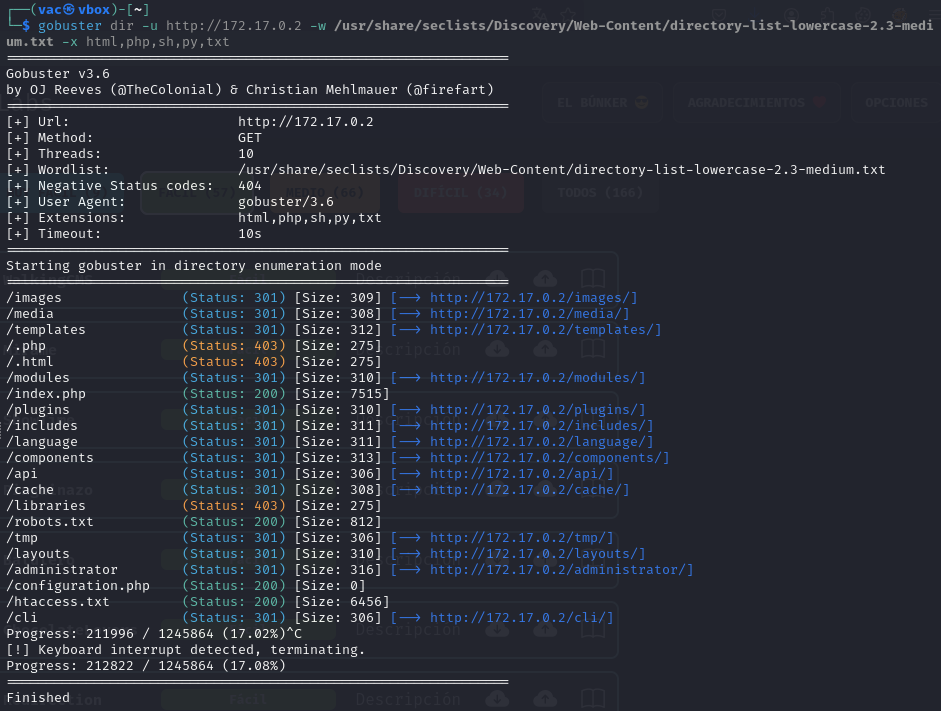 ┌──(vac㉿vbox)-[~]
└─$ gobuster dir -u http://172.17.0.2 -w /usr/share/seclists/Discovery/Web-Content/directory-list-lowercase-2.3-medi
um.txt -x html,php,sh,py,txt
===============================================================
Gobuster v3.6
by OJ Reeves (@TheColonial) & Christian Mehlmauer (@firefart)
===============================================================
[+] Url:                     http://172.17.0.2
[+] Method:                  GET
[+] Threads:                 10
[+] Wordlist:                /usr/share/seclists/Discovery/Web-Content/directory-list-lowercase-2.3-medium.txt
[+] Negative Status codes:   404
[+] User Agent:              gobuster/3.6
[+] Extensions:              html,php,sh,py,txt
[+] Timeout:                 10s
===============================================================
Starting gobuster in directory enumeration mode
===============================================================
/images               (Status: 301) [Size: 309] [--> http://172.17.0.2/images/]
/media                (Status: 301) [Size: 308] [--> http://172.17.0.2/media/]
/templates            (Status: 301) [Size: 312] [--> http://172.17.0.2/templates/]
/.php                 (Status: 403) [Size: 275]
/.html                (Status: 403) [Size: 275]
/modules              (Status: 301) [Size: 310] [--> http://172.17.0.2/modules/]
/index.php            (Status: 200) [Size: 7515]
/plugins              (Status: 301) [Size: 310] [--> http://172.17.0.2/plugins/]
/includes             (Status: 301) [Size: 311] [--> http://172.17.0.2/includes/]
/language             (Status: 301) [Size: 311] [--> http://172.17.0.2/language/]
/components           (Status: 301) [Size: 313] [--> http://172.17.0.2/components/]
/api                  (Status: 301) [Size: 306] [--> http://172.17.0.2/api/]
/cache                (Status: 301) [Size: 308] [--> http://172.17.0.2/cache/]
/libraries            (Status: 403) [Size: 275]
/robots.txt           (Status: 200) [Size: 812]
/tmp                  (Status: 301) [Size: 306] [--> http://172.17.0.2/tmp/]
/layouts              (Status: 301) [Size: 310] [--> http://172.17.0.2/layouts/]
/administrator        (Status: 301) [Size: 316] [--> http://172.17.0.2/administrator/]
/configuration.php    (Status: 200) [Size: 0]
/htaccess.txt         (Status: 200) [Size: 6456]
/cli                  (Status: 301) [Size: 306] [--> http://172.17.0.2/cli/]
Progress: 211996 / 1245864 (17.02%)^C
[!] Keyboard interrupt detected, terminating.
Progress: 212822 / 1245864 (17.08%)
===============================================================
Finished
EL BUNKER
AGRADECIMIENTOS
OPCIONES
DIFÍCIL (34)
TODOS (166)
Descripción
Descripción
Descripción
Descripción